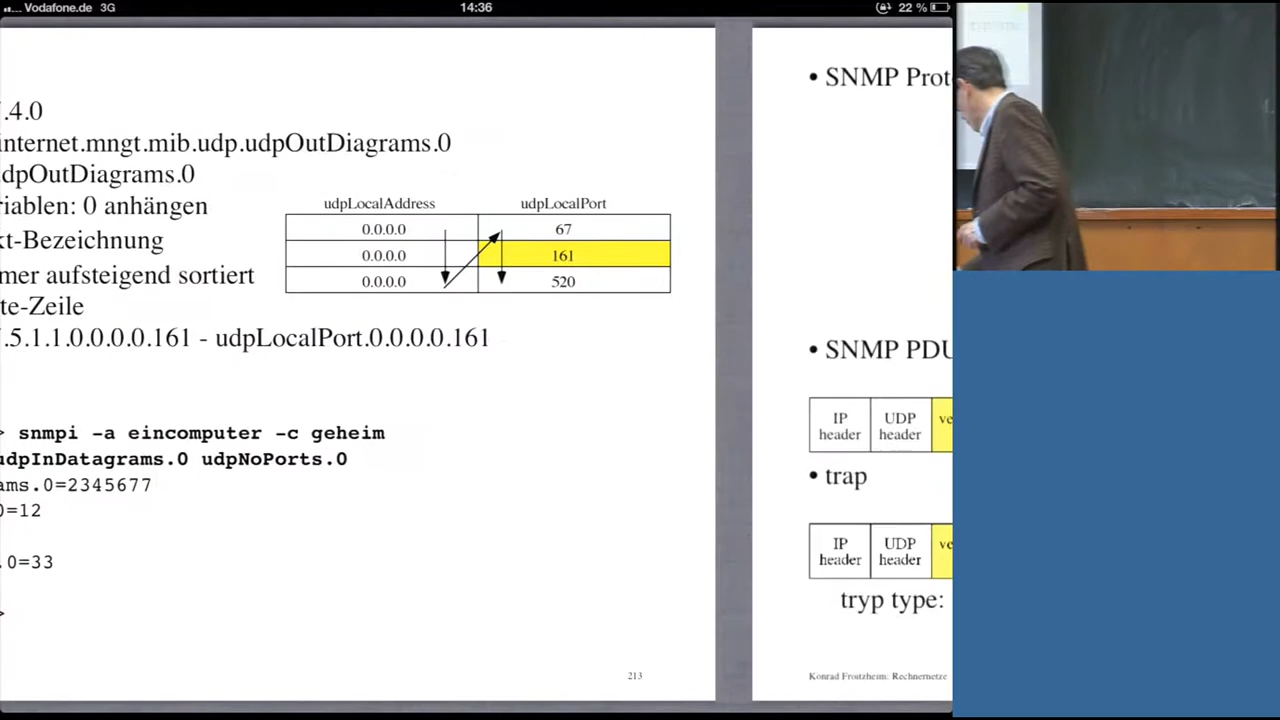 Vodafone.de 3G 14:36 22 %
.4.0
internet.mngt.mib.udp.udpOutDiagrams.0
dpOutDiagrams.0
riablen: 0 anhängen
kt-Bezeichnung
mer aufsteigend sortiert
te-Zeile
.5.1.1.0.0.0.0.161 - udpLocalPort.0.0.0.0.161
udpLocalAddress udpLocalPort
0.0.0.0 67
0.0.0.0 161
0.0.0.0 520
> snmpi -a eincomputer -c geheim
udpInDatagrams.0 udpNoPorts.0
ams.0=2345677
0=12
.0=33
>
213
• SNMP Prot
• SNMP PDU
IP header UDP header ve
• trap
IP header UDP header ve
tryp type:
Konrad Froitzheim: Rechnernetze